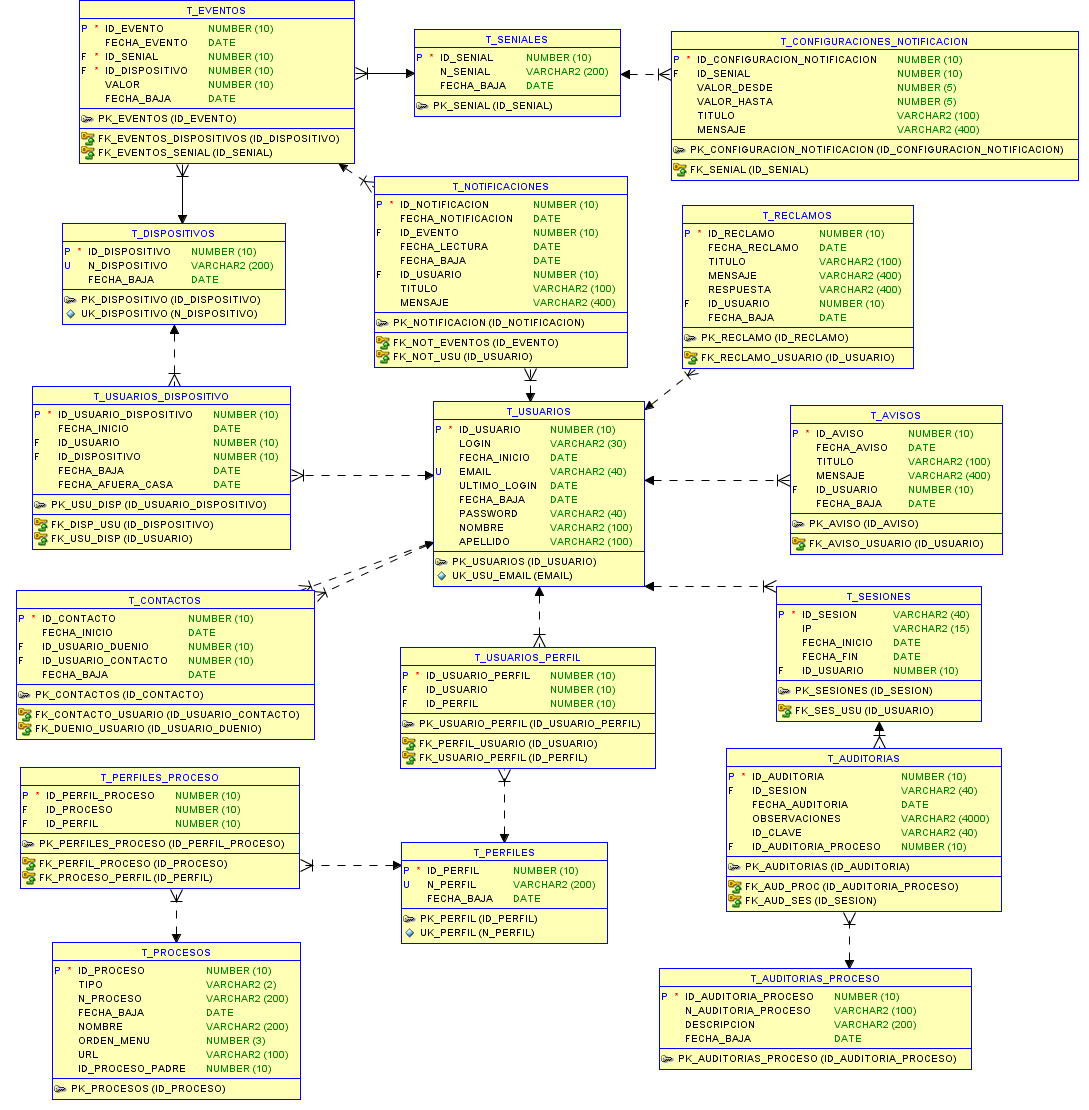 T_EVENTOS
P * ID_EVENTO NUMBER (10)
FECHA_EVENTO DATE
F * ID_SENIAL NUMBER (10)
F * ID_DISPOSITIVO NUMBER (10)
VALOR NUMBER (10)
FECHA_BAJA DATE
PK_EVENTOS (ID_EVENTO)
FK_EVENTOS_DISPOSITIVOS (ID_DISPOSITIVO)
FK_EVENTOS_SENIAL (ID_SENIAL)
T_SENIALES
P * ID_SENIAL NUMBER (10)
N_SENIAL VARCHAR2 (200)
FECHA_BAJA DATE
PK_SENIAL (ID_SENIAL)
T_CONFIGURACIONES_NOTIFICACION
P * ID_CONFIGURACION_NOTIFICACION NUMBER (10)
F ID_SENIAL NUMBER (10)
VALOR_DESDE NUMBER (5)
VALOR_HASTA NUMBER (5)
TITULO VARCHAR2 (100)
MENSAJE VARCHAR2 (400)
PK_CONFIGURACION_NOTIFICACION (ID_CONFIGURACION_NOTIFICACION)
FK_SENIAL (ID_SENIAL)
T_NOTIFICACIONES
P * ID_NOTIFICACION NUMBER (10)
FECHA_NOTIFICACION DATE
F ID_EVENTO NUMBER (10)
FECHA_LECTURA DATE
FECHA_BAJA DATE
F ID_USUARIO NUMBER (10)
TITULO VARCHAR2 (100)
MENSAJE VARCHAR2 (400)
PK_NOTIFICACION (ID_NOTIFICACION)
FK_NOT_EVENTOS (ID_EVENTO)
FK_NOT_USU (ID_USUARIO)
T_RECLAMOS
P * ID_RECLAMO NUMBER (10)
FECHA_RECLAMO DATE
TITULO VARCHAR2 (100)
MENSAJE VARCHAR2 (400)
RESPUESTA VARCHAR2 (400)
F ID_USUARIO NUMBER (10)
FECHA_BAJA DATE
PK_RECLAMO (ID_RECLAMO)
FK_RECLAMO_USUARIO (ID_USUARIO)
T_DISPOSITIVOS
P * ID_DISPOSITIVO NUMBER (10)
U N_DISPOSITIVO VARCHAR2 (200)
FECHA_BAJA DATE
PK_DISPOSITIVO (ID_DISPOSITIVO)
UK_DISPOSITIVO (N_DISPOSITIVO)
T_USUARIOS_DISPOSITIVO
P * ID_USUARIO_DISPOSITIVO NUMBER (10)
FECHA_INICIO DATE
F ID_USUARIO NUMBER (10)
F ID_DISPOSITIVO NUMBER (10)
FECHA_BAJA DATE
FECHA_AFUERA_CASA DATE
PK_USU_DISP (ID_USUARIO_DISPOSITIVO)
FK_DISP_USU (ID_DISPOSITIVO)
FK_USU_DISP (ID_USUARIO)
T_USUARIOS
P * ID_USUARIO NUMBER (10)
LOGIN VARCHAR2 (30)
FECHA_INICIO DATE
U EMAIL VARCHAR2 (40)
ULTIMO_LOGIN DATE
FECHA_BAJA DATE
PASSWORD VARCHAR2 (40)
NOMBRE VARCHAR2 (100)
APELLIDO VARCHAR2 (100)
PK_USUARIOS (ID_USUARIO)
UK_USU_EMAIL (EMAIL)
T_AVISOS
P * ID_AVISO NUMBER (10)
FECHA_AVISO DATE
TITULO VARCHAR2 (100)
MENSAJE VARCHAR2 (400)
F ID_USUARIO NUMBER (10)
FECHA_BAJA DATE
PK_AVISO (ID_AVISO)
FK_AVISO_USUARIO (ID_USUARIO)
T_CONTACTOS
P * ID_CONTACTO NUMBER (10)
FECHA_INICIO DATE
F ID_USUARIO_DUENIO NUMBER (10)
F ID_USUARIO_CONTACTO NUMBER (10)
FECHA_BAJA DATE
PK_CONTACTOS (ID_CONTACTO)
FK_CONTACTO_USUARIO (ID_USUARIO_CONTACTO)
FK_DUENIO_USUARIO (ID_USUARIO_DUENIO)
T_SESIONES
P * ID_SESION VARCHAR2 (40)
IP VARCHAR2 (15)
FECHA_INICIO DATE
FECHA_FIN DATE
F ID_USUARIO NUMBER (10)
PK_SESIONES (ID_SESION)
FK_SES_USU (ID_USUARIO)
T_USUARIOS_PERFIL
P * ID_USUARIO_PERFIL NUMBER (10)
F ID_USUARIO NUMBER (10)
F ID_PERFIL NUMBER (10)
PK_USUARIO_PERFIL (ID_USUARIO_PERFIL)
FK_PERFIL_USUARIO (ID_USUARIO)
FK_USUARIO_PERFIL (ID_PERFIL)
T_AUDITORIAS
P * ID_AUDITORIA NUMBER (10)
F ID_SESION VARCHAR2 (40)
FECHA_AUDITORIA DATE
OBSERVACIONES VARCHAR2 (4000)
ID_CLAVE VARCHAR2 (40)
F ID_AUDITORIA_PROCESO NUMBER (10)
PK_AUDITORIAS (ID_AUDITORIA)
FK_AUD_PROC (ID_AUDITORIA_PROCESO)
FK_AUD_SES (ID_SESION)
T_PERFILES_PROCESO
P * ID_PERFIL_PROCESO NUMBER (10)
F ID_PROCESO NUMBER (10)
F ID_PERFIL NUMBER (10)
PK_PERFILES_PROCESO (ID_PERFIL_PROCESO)
FK_PERFIL_PROCESO (ID_PROCESO)
FK_PROCESO_PERFIL (ID_PERFIL)
T_PERFILES
P * ID_PERFIL NUMBER (10)
U N_PERFIL VARCHAR2 (200)
FECHA_BAJA DATE
PK_PERFIL (ID_PERFIL)
UK_PERFIL (N_PERFIL)
T_PROCESOS
P * ID_PROCESO NUMBER (10)
TIPO VARCHAR2 (2)
N_PROCESO VARCHAR2 (200)
FECHA_BAJA DATE
NOMBRE VARCHAR2 (200)
ORDEN_MENU NUMBER (3)
URL VARCHAR2 (100)
ID_PROCESO_PADRE NUMBER (10)
PK_PROCESOS (ID_PROCESO)
T_AUDITORIAS_PROCESO
P * ID_AUDITORIA_PROCESO NUMBER (10)
N_AUDITORIA_PROCESO VARCHAR2 (100)
DESCRIPCION VARCHAR2 (200)
FECHA_BAJA DATE
PK_AUDITORIAS_PROCESO (ID_AUDITORIA_PROCESO)